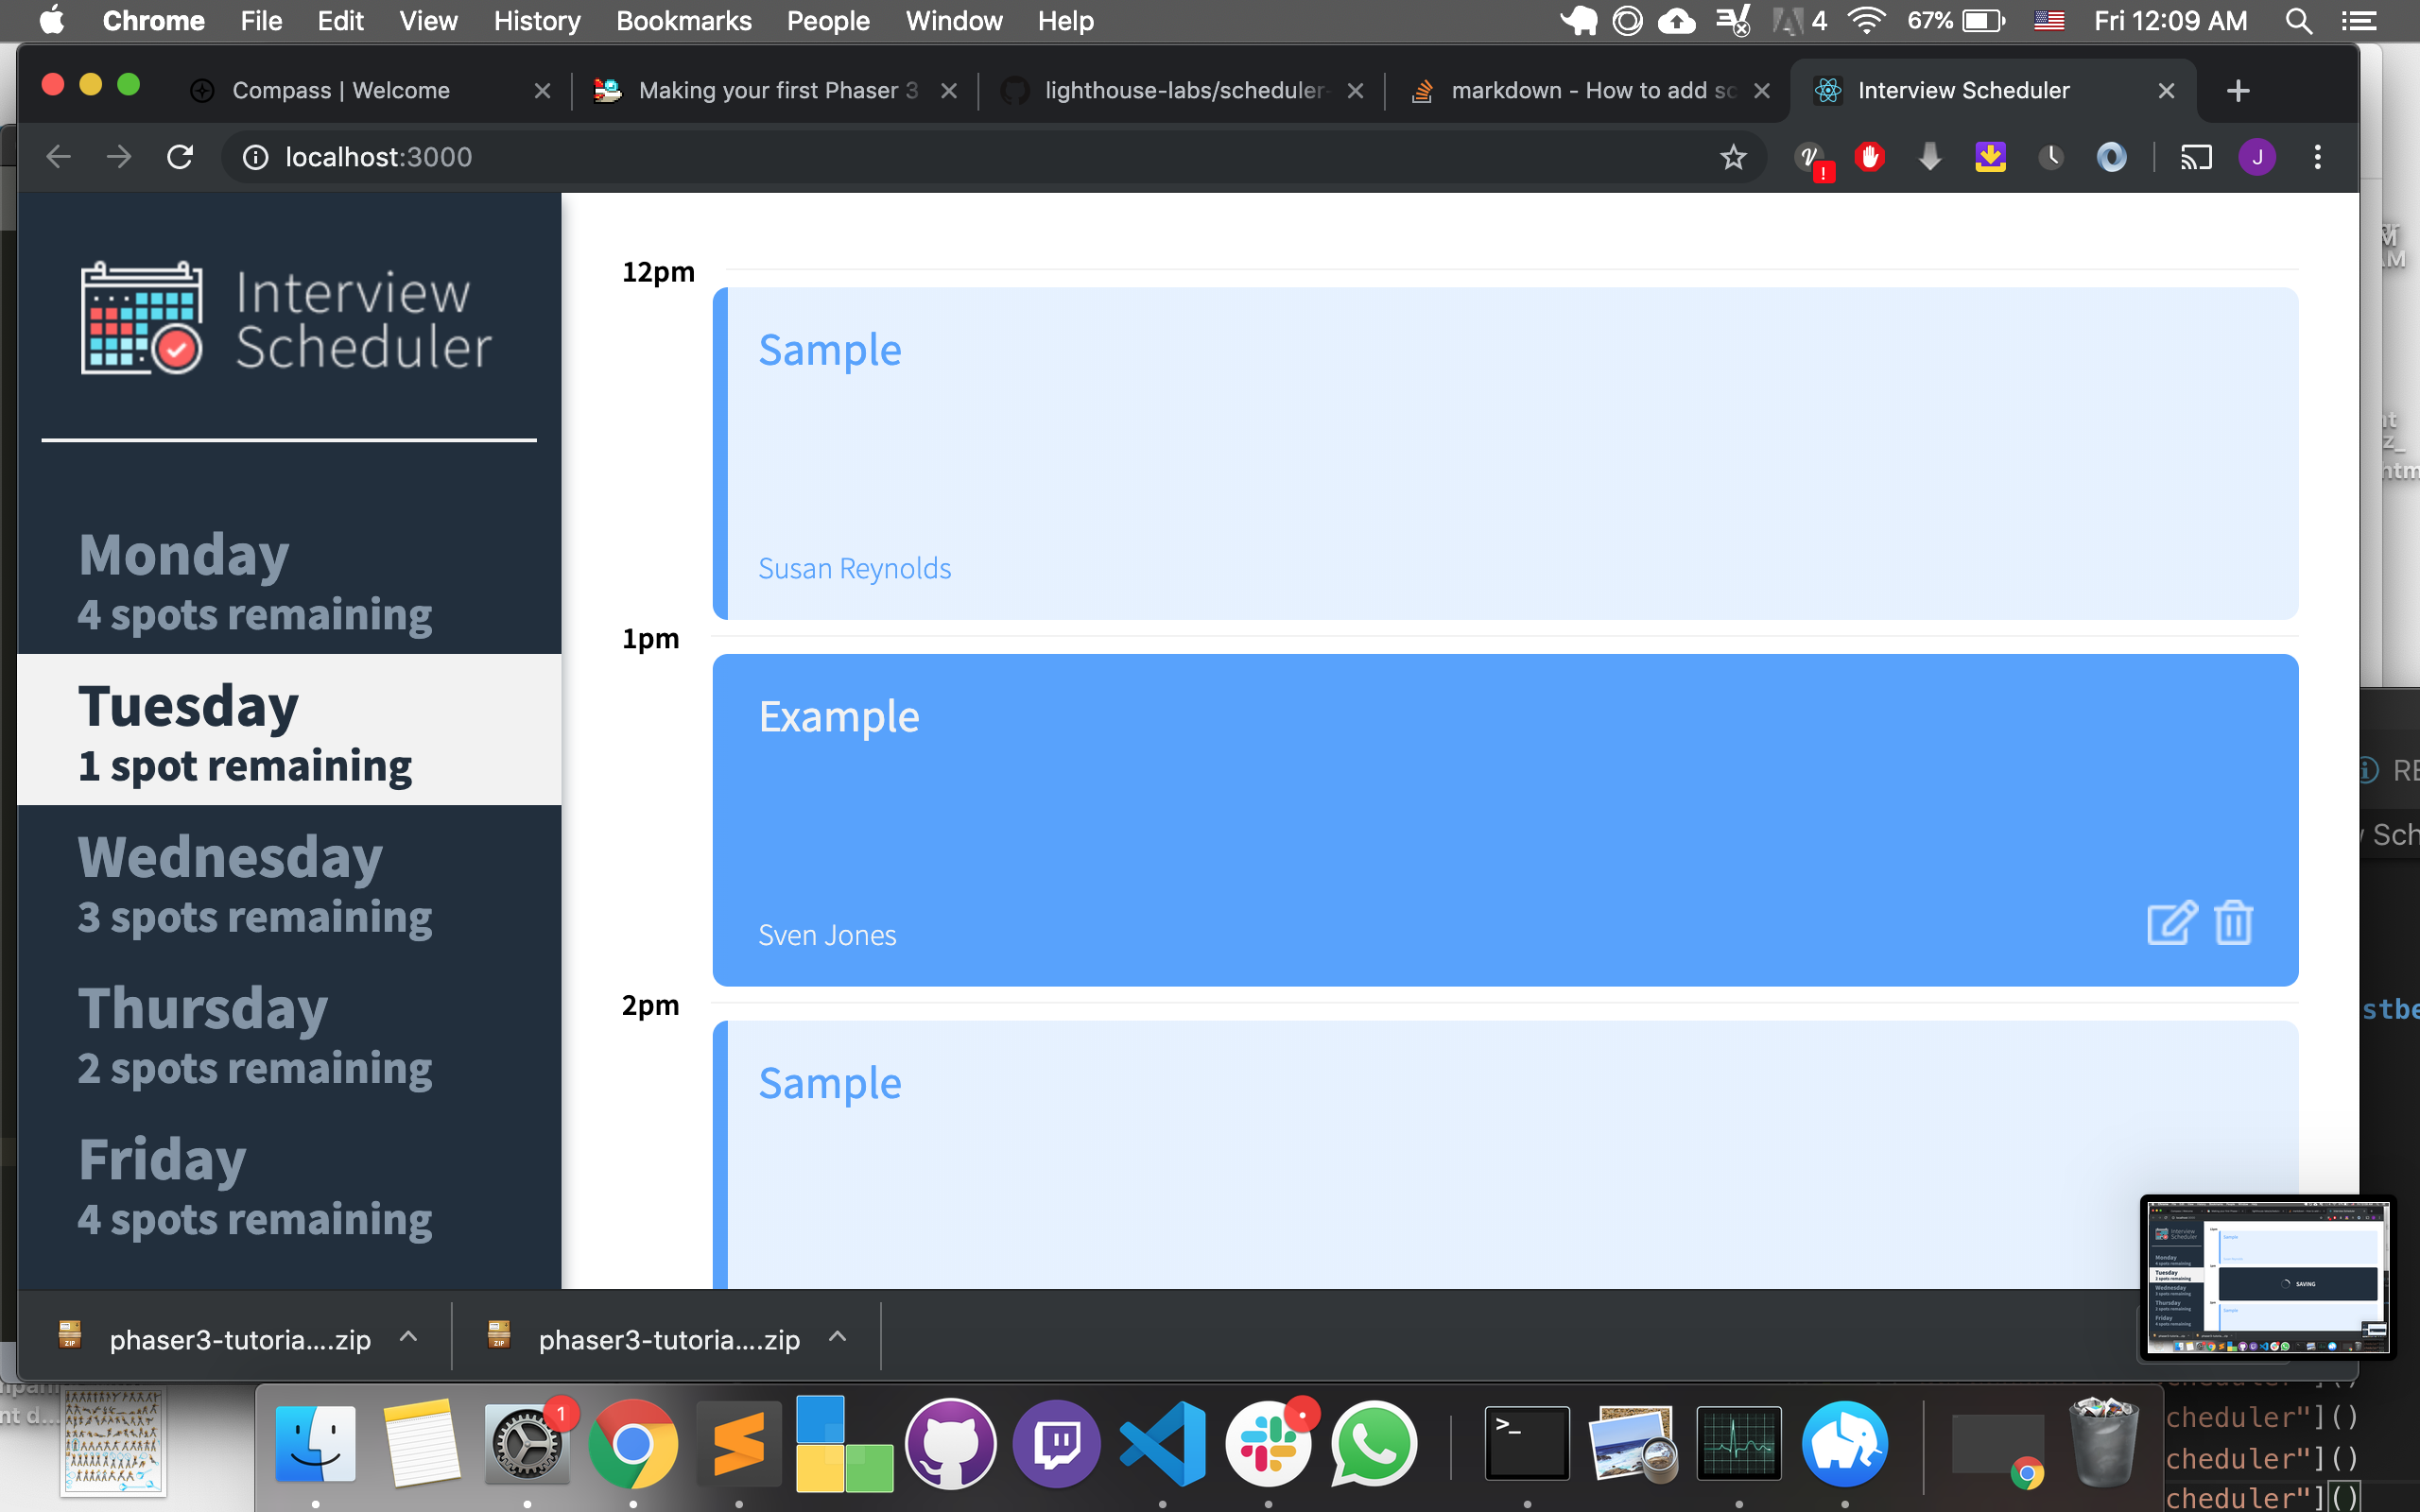 Chrome File Edit View History Bookmarks People Window Help 4 67% Fri 12:09 AM
Compass | Welcome
Making your first Phaser 3
lighthouse-labs/scheduler-
markdown - How to add sc
Interview Scheduler
localhost:3000
J
Interview
Scheduler
Monday
4 spots remaining
Tuesday
1 spot remaining
Wednesday
3 spots remaining
Thursday
2 spots remaining
Friday
4 spots remaining
12pm
Sample
Susan Reynolds
1pm
Example
Sven Jones
2pm
Sample
phaser3-tutoria....zip
phaser3-tutoria....zip
Sch
stbe
cheduler"]()
cheduler"]()
cheduler"]()
1